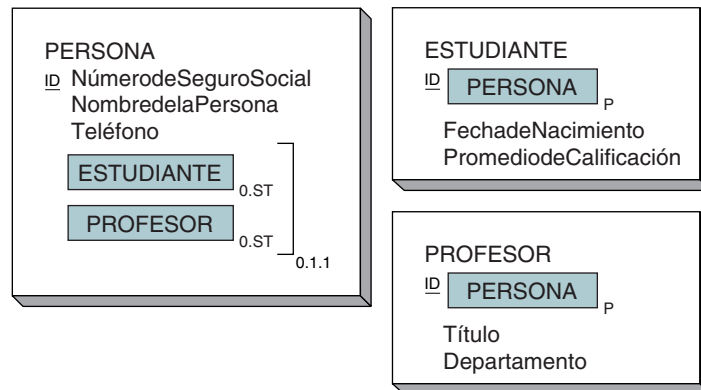 PERSONA
ID NúmerodeSeguroSocial
NombredelaPersona
Teléfono
ESTUDIANTE 0.ST
PROFESOR 0.ST
0.1.1
ESTUDIANTE
ID PERSONA P
FechadeNacimiento
PromediodeCalificación
PROFESOR
ID PERSONA P
Título
Departamento